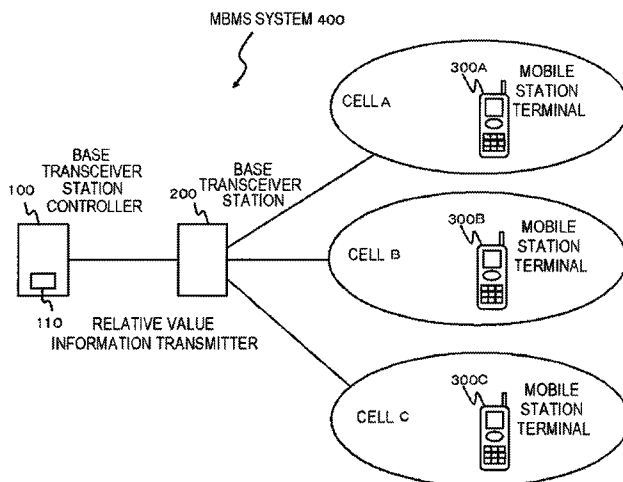 MBMS SYSTEM 400
CELL A
300A
MOBILE
STATION
TERMINAL
BASE
TRANSCEIVER
STATION
CONTROLLER
100
BASE
TRANSCEIVER
STATION
200
CELL B
300B
MOBILE
STATION
TERMINAL
110
RELATIVE VALUE
INFORMATION TRANSMITTER
CELL C
300C
MOBILE
STATION
TERMINAL